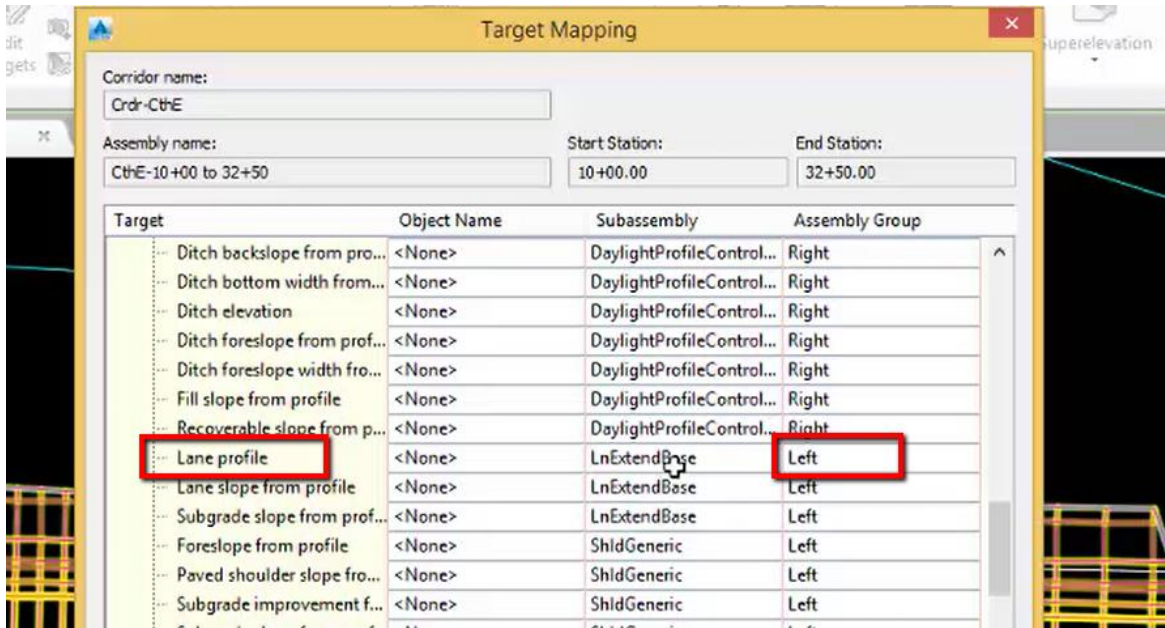 dit
gets
Target Mapping
uperelevation
Corridor name:
Crdr-CthE
Assembly name: Start Station: End Station:
CthE-10+00 to 32+50 10+00.00 32+50.00
Target Object Name Subassembly Assembly Group
Ditch backslope from pro... <None> DaylightProfileControl... Right
Ditch bottom width from... <None> DaylightProfileControl... Right
Ditch elevation <None> DaylightProfileControl... Right
Ditch foreslope from prof... <None> DaylightProfileControl... Right
Ditch foreslope width fro... <None> DaylightProfileControl... Right
Fill slope from profile <None> DaylightProfileControl... Right
Recoverable slope from p... <None> DaylightProfileControl... Right
Lane profile <None> LnExtendBase Left
Lane slope from profile <None> LnExtendBase Left
Subgrade slope from prof... <None> LnExtendBase Left
Foreslope from profile <None> ShldGeneric Left
Paved shoulder slope fro... <None> ShldGeneric Left
Subgrade improvement f... <None> ShldGeneric Left